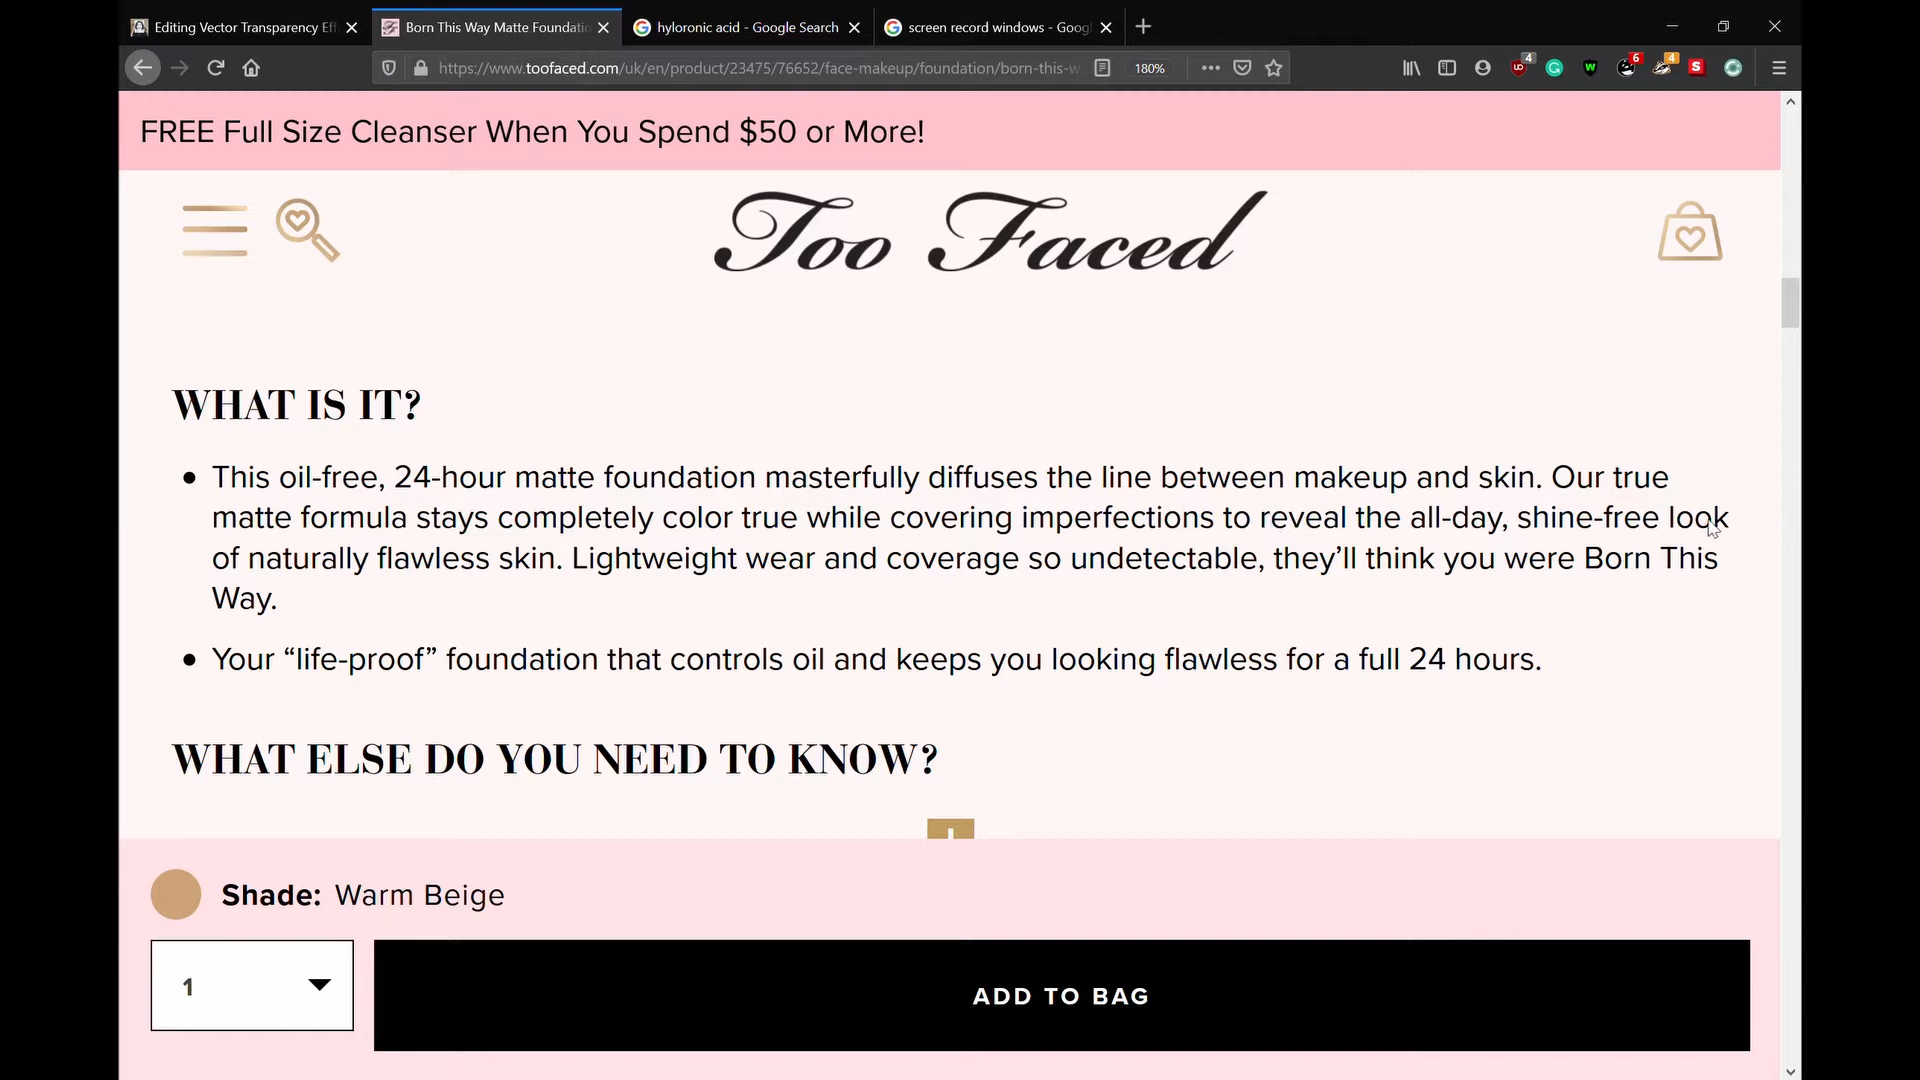 Editing Vector Transparency Eff
Born This Way Matte Foundatio
hyloronic acid - Google Search
screen record windows - Goog
https://www.toofaced.com/uk/en/product/23475/76652/face-makeup/foundation/born-this-w
180%
4
W
6
4
S
FREE Full Size Cleanser When You Spend $50 or More!
Too Faced
WHAT IS IT?
• This oil-free, 24-hour matte foundation masterfully diffuses the line between makeup and skin. Our true
matte formula stays completely color true while covering imperfections to reveal the all-day, shine-free look
of naturally flawless skin. Lightweight wear and coverage so undetectable, they’ll think you were Born This
Way.
• Your “life-proof” foundation that controls oil and keeps you looking flawless for a full 24 hours.
WHAT ELSE DO YOU NEED TO KNOW?
Shade: Warm Beige
1
ADD TO BAG